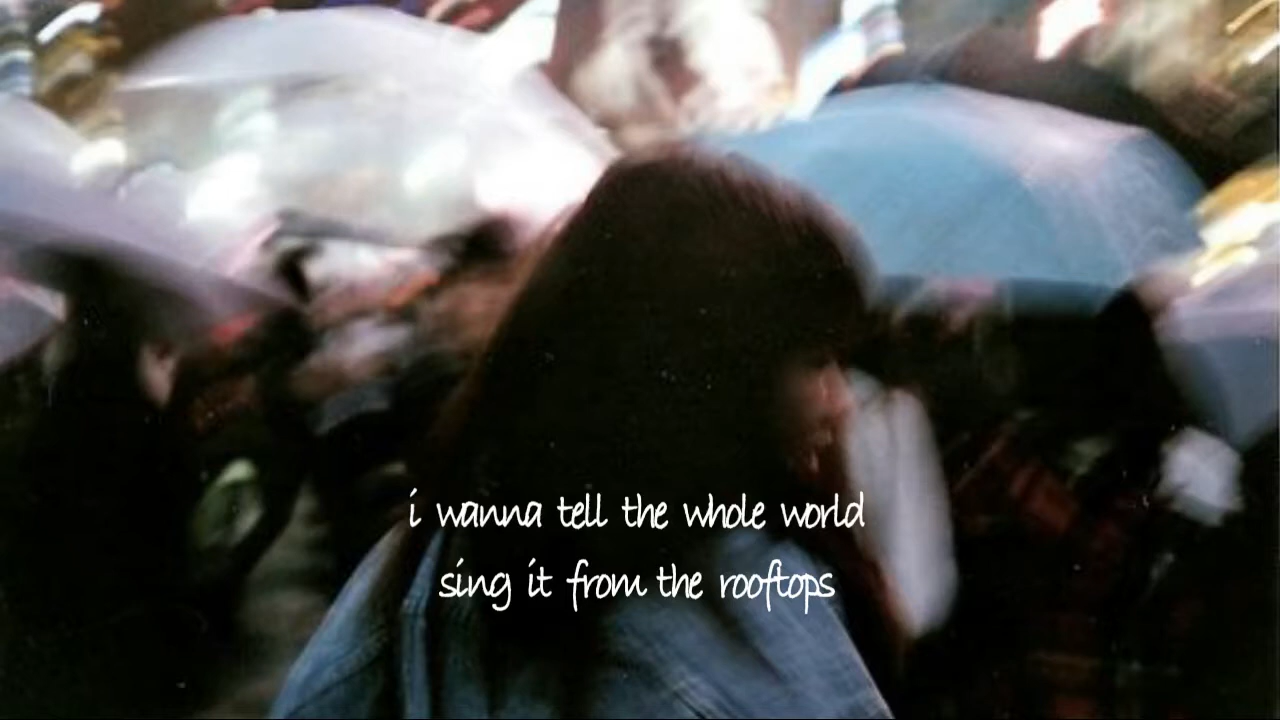 i wanna tell the whole world
sing it from the rooftops